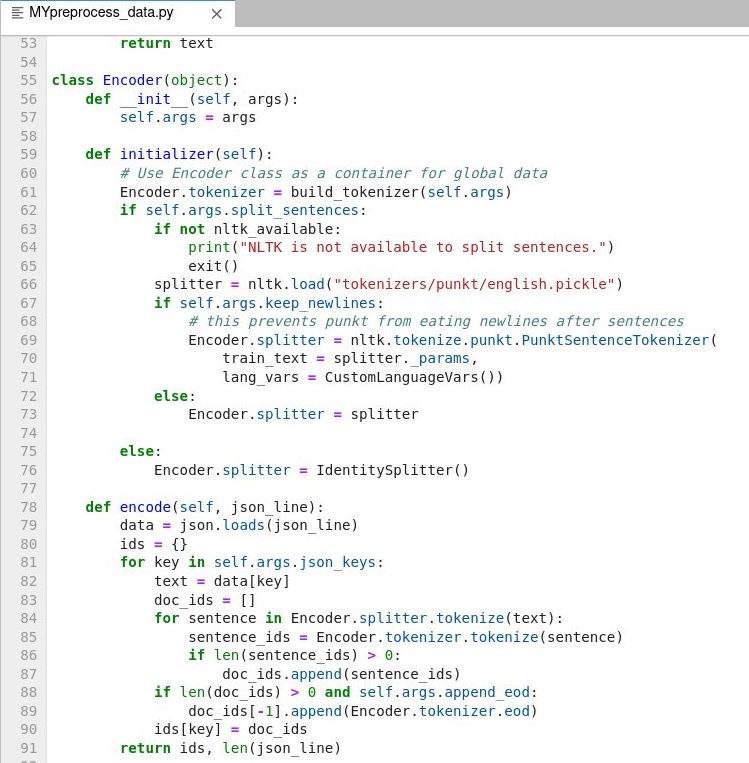 MYpreprocess_data.py
53         return text
54
55 class Encoder(object):
56     def __init__(self, args):
57         self.args = args
58
59     def initializer(self):
60         # Use Encoder class as a container for global data
61         Encoder.tokenizer = build_tokenizer(self.args)
62         if self.args.split_sentences:
63             if not nltk_available:
64                 print("NLTK is not available to split sentences.")
65                 exit()
66             splitter = nltk.load("tokenizers/punkt/english.pickle")
67             if self.args.keep_newlines:
68                 # this prevents punkt from eating newlines after sentences
69                 Encoder.splitter = nltk.tokenize.punkt.PunktSentenceTokenizer(
70                     train_text = splitter._params,
71                     lang_vars = CustomLanguageVars())
72             else:
73                 Encoder.splitter = splitter
74
75         else:
76             Encoder.splitter = IdentitySplitter()
77
78     def encode(self, json_line):
79         data = json.loads(json_line)
80         ids = {}
81         for key in self.args.json_keys:
82             text = data[key]
83             doc_ids = []
84             for sentence in Encoder.splitter.tokenize(text):
85                 sentence_ids = Encoder.tokenizer.tokenize(sentence)
86                 if len(sentence_ids) > 0:
87                     doc_ids.append(sentence_ids)
88             if len(doc_ids) > 0 and self.args.append_eod:
89                 doc_ids[-1].append(Encoder.tokenizer.eod)
90             ids[key] = doc_ids
91         return ids, len(json_line)